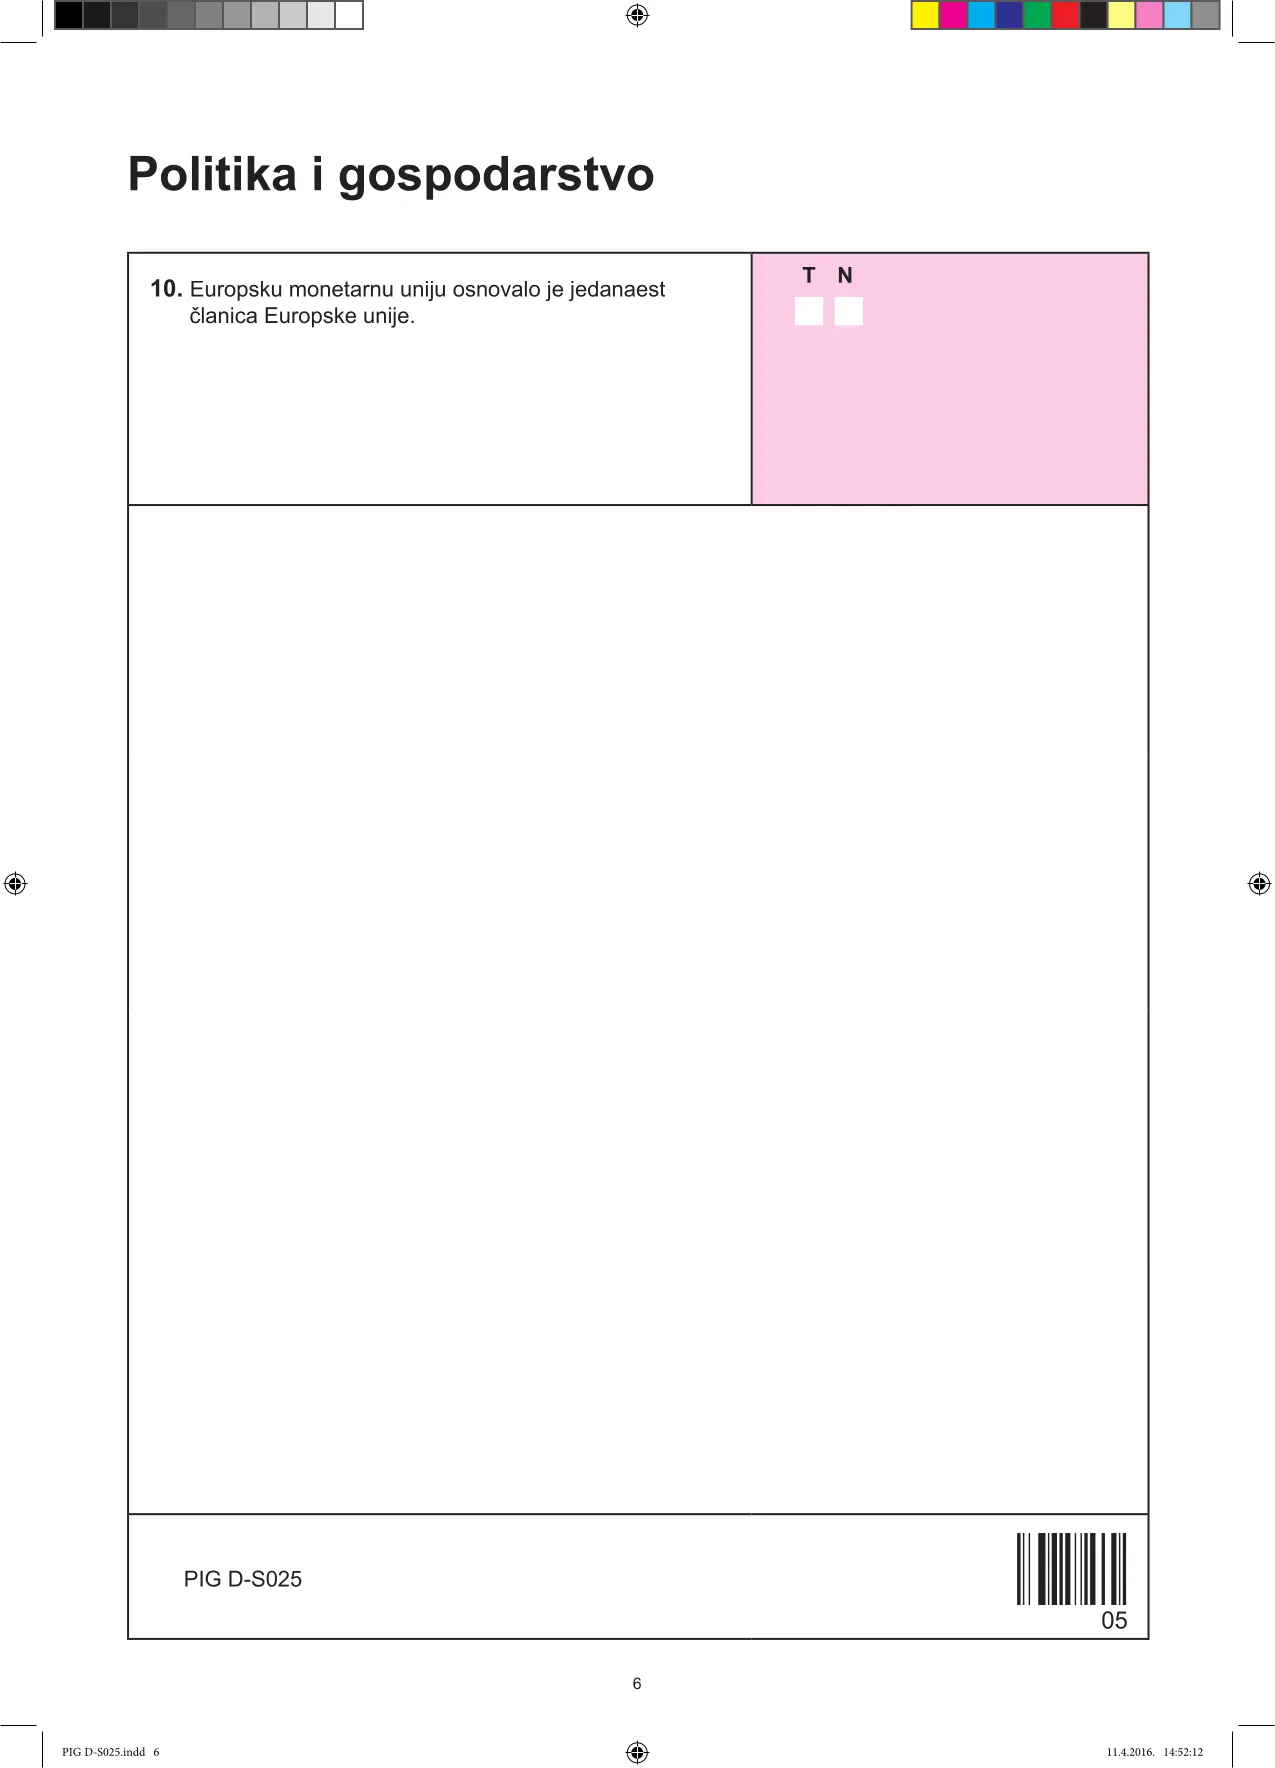 Politika i gospodarstvo
10. Europsku monetarnu uniju osnovalo je jedanaest
članica Europske unije.
T N
PIG D-S025
05
6
PIG D-S025.indd 6
11.4.2016. 14:52:12